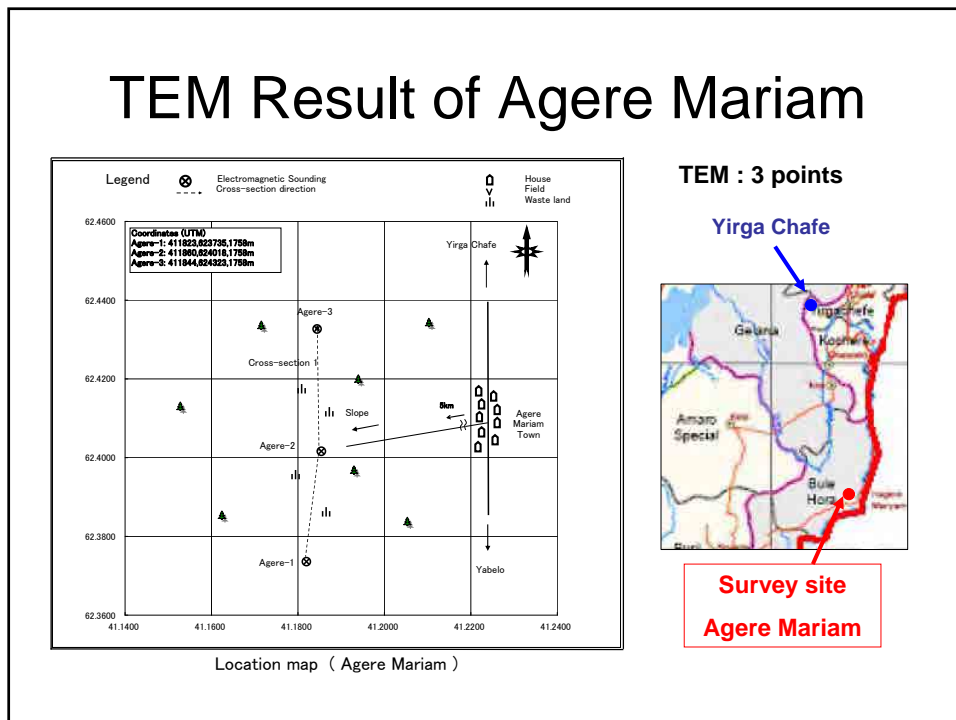 TEM Result of Agere Mariam
Legend
Electromagnetic Sounding
Cross-section direction
House
Field
Waste land
Coordinates (UTM)
Agere-1: 411823,623735,1758m
Agere-2: 411860,624018,1758m
Agere-3: 411844,624323,1758m
62.4600
62.4400
62.4200
62.4000
62.3800
62.3600
41.1400
41.1600
41.1800
41.2000
41.2200
41.2400
Yirga Chafe
Agere-3
Cross-section 1
Slope
5km
Agere
Mariam
Town
Agere-2
Agere-1
Yabelo
Location map ( Agere Mariam )
TEM : 3 points
Yirga Chafe
Yirgachefe
Gelana
Kochere
Amaro
Special
Bule
Hora
Survey site
Agere Mariam